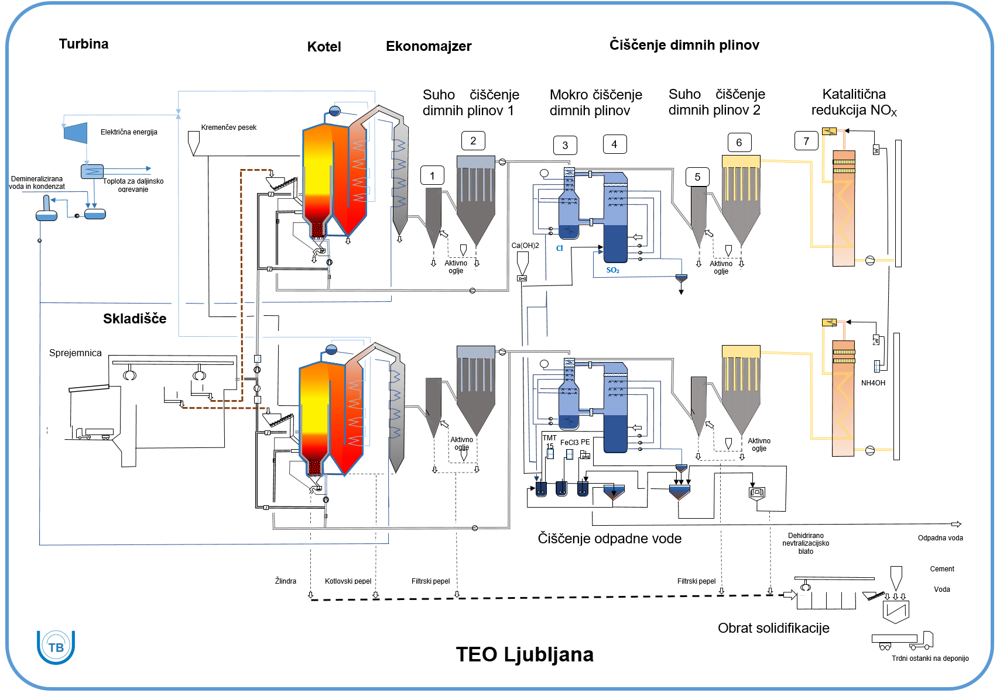 Turbina
Kotel
Ekonomajzer
Čiščenje dimnih plinov
Suho čiščenje
dimnih plinov 1
Mokro čiščenje
dimnih plinov
Suho čiščenje
dimnih plinov 2
Katalitična
redukcija NOX
Električna energija
Kremenčev pesek
1
2
3
4
5
6
7
Demineralizirana
voda in kondenzat
Toplota za daljinsko
ogrevanje
Cl
SO2
Ca(OH)2
Aktivno
oglje
Aktivno
oglje
Skladišče
Sprejemnica
NH4OH
TMT
15
FeCl3
PE
Aktivno
oglje
Aktivno
oglje
Čiščenje odpadne vode
Dehidrirano
nevtralizacijsko
blato
Odpadna voda
Žlindra
Kotlovski pepel
Filtrski pepel
Filtrski pepel
Cement
Voda
Obrat solidifikacije
TB
TEO Ljubljana
Trdni ostanki na deponijo